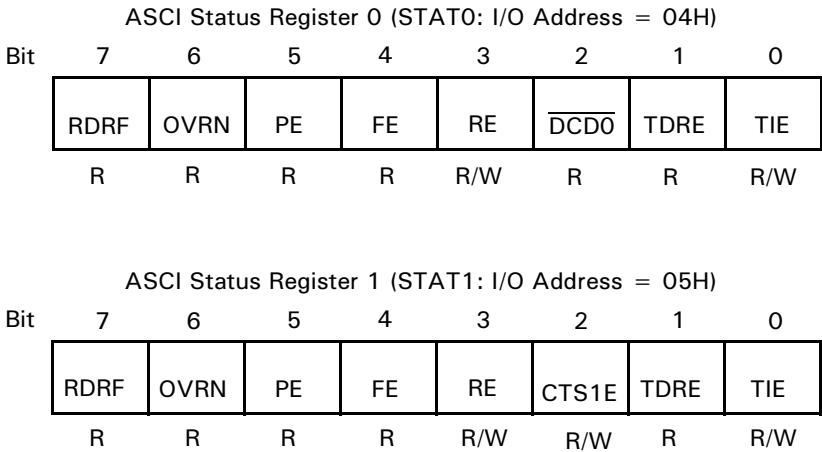 ASCI Status Register 0 (STAT0: I/O Address = 04H)
Bit 7 6 5 4 3 2 1 0
RDRF OVRN PE FE RE D̅C̅D̅0̅ TDRE TIE
R R R R R/W R R R/W
ASCI Status Register 1 (STAT1: I/O Address = 05H)
Bit 7 6 5 4 3 2 1 0
RDRF OVRN PE FE RE CTS1E TDRE TIE
R R R R R/W R/W R R/W